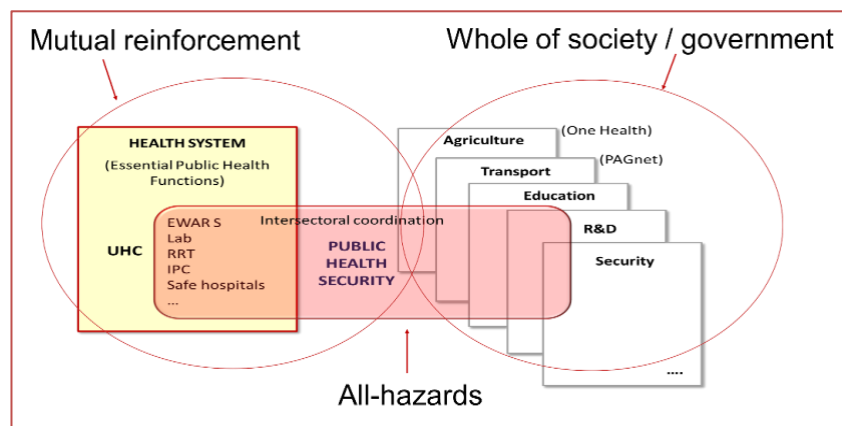 Mutual reinforcement
Whole of society / government
HEALTH SYSTEM
(Essential Public Health
Functions)
UHC
EWAR S
Lab
RRT
IPC
Safe hospitals
...
Intersectoral coordination
PUBLIC
HEALTH
SECURITY
Agriculture
(One Health)
Transport
(PAGnet)
Education
R&D
Security
....
All-hazards